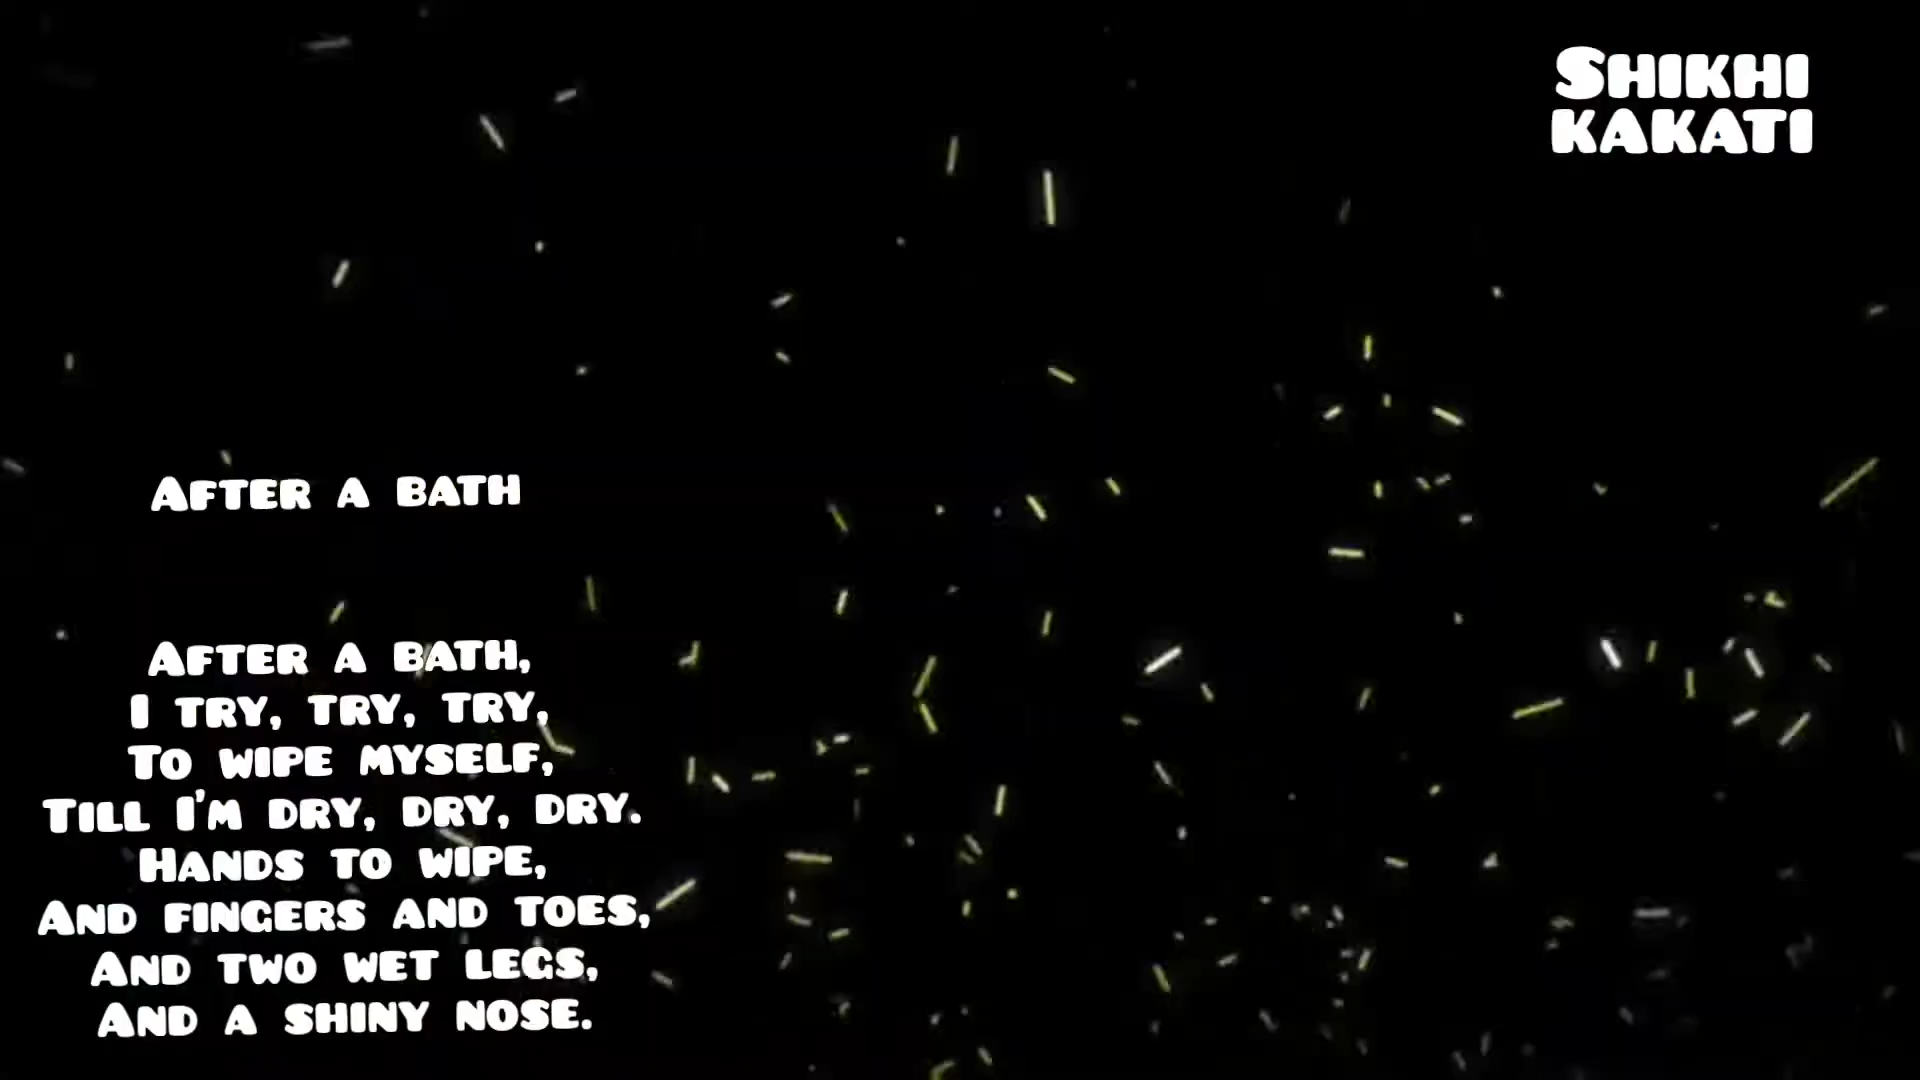 Shikhi
kakati
After a bath
After a bath,
I try, try, try,
To wipe myself,
Till I'm dry, dry, dry.
Hands to wipe,
And fingers and toes,
And two wet legs,
And a shiny nose.